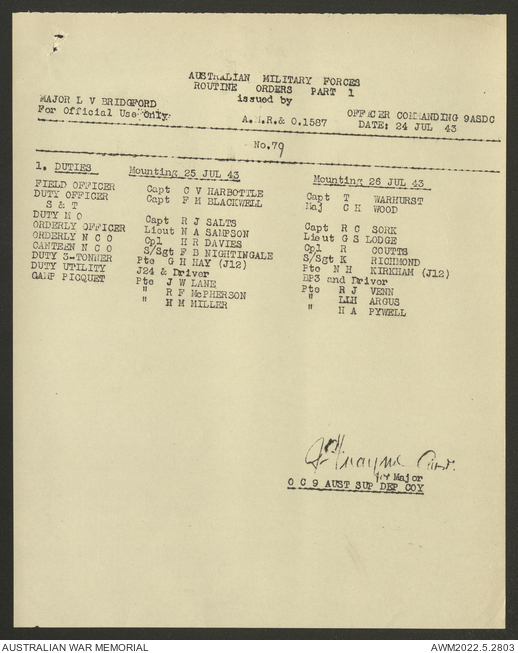 AUSTRALIAN MILITARY FORCES
ROUTINE ORDERS PART 1
issued by
MAJOR L V BRIDGFORD OFFICER COMMANDING 9ASDC
For Official Use Only. A.M.R.& O.1587 DATE: 24 JUL 43
No.79
1. DUTIES Mounting 25 JUL 43 Mounting 26 JUL 43
FIELD OFFICER Capt C V HARBOTTLE Capt T WARHURST
DUTY OFFICER Capt F M BLACKWELL Maj C H WOOD
S & T
DUTY M O Capt R J SALTS Capt R C SORK
ORDERLY OFFICER Lieut N A SAMPSON Lieut G S LODGE
ORDERLY N C O Cpl H R DAVIES Cpl R COUTTS
CANTEEN N C O S/Sgt F B NIGHTINGALE S/Sgt K RICHMOND
DUTY 3-TONNER Pte G H HAY (J12) Pte N H KIRKHAM (J12)
DUTY UTILITY J24 & Driver BP3 and Driver
CAMP PICQUET Pte J W LANE Pte R J VENN
" R F McPHERSON " LIH ARGUS
" H M MILLER " H A PYWELL
for Major
O C 9 AUST SUP DEP COY
AUSTRALIAN WAR MEMORIAL AWM2022.5.2803